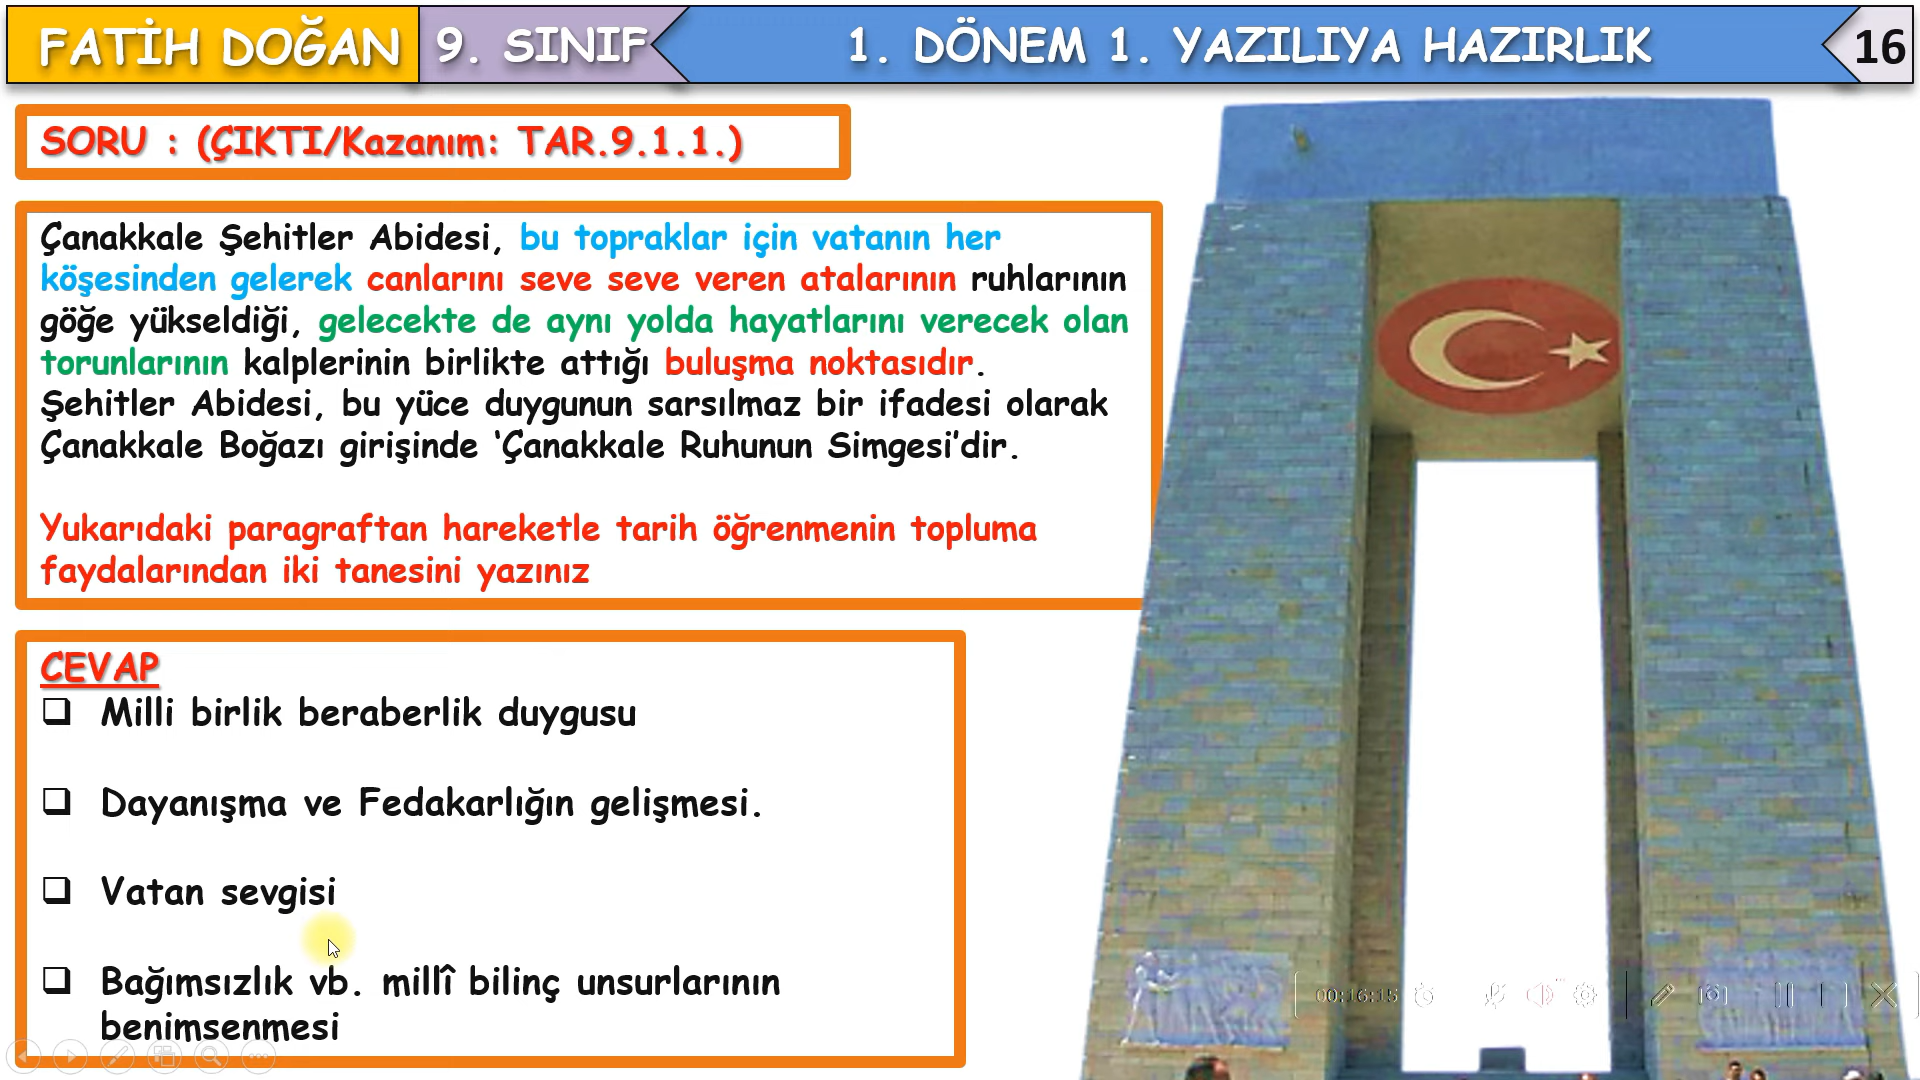 FATİH DOĞAN
9. SINIF
1. DÖNEM 1. YAZILIYA HAZIRLIK
16
SORU : (ÇIKTI/Kazanım: TAR.9.1.1.)
Çanakkale Şehitler Abidesi, bu topraklar için vatanın her
köşesinden gelerek canlarını seve seve veren atalarının ruhlarının
göğe yükseldiği, gelecekte de aynı yolda hayatlarını verecek olan
torunlarının kalplerinin birlikte attığı buluşma noktasıdır.
Şehitler Abidesi, bu yüce duygunun sarsılmaz bir ifadesi olarak
Çanakkale Boğazı girişinde ‘Çanakkale Ruhunun Simgesi’dir.
Yukarıdaki paragraftan hareketle tarih öğrenmenin topluma
faydalarından iki tanesini yazınız
CEVAP
Milli birlik beraberlik duygusu
Dayanışma ve Fedakarlığın gelişmesi.
Vatan sevgisi
Bağımsızlık vb. millî bilinç unsurlarının
benimsenmesi
00:16:15